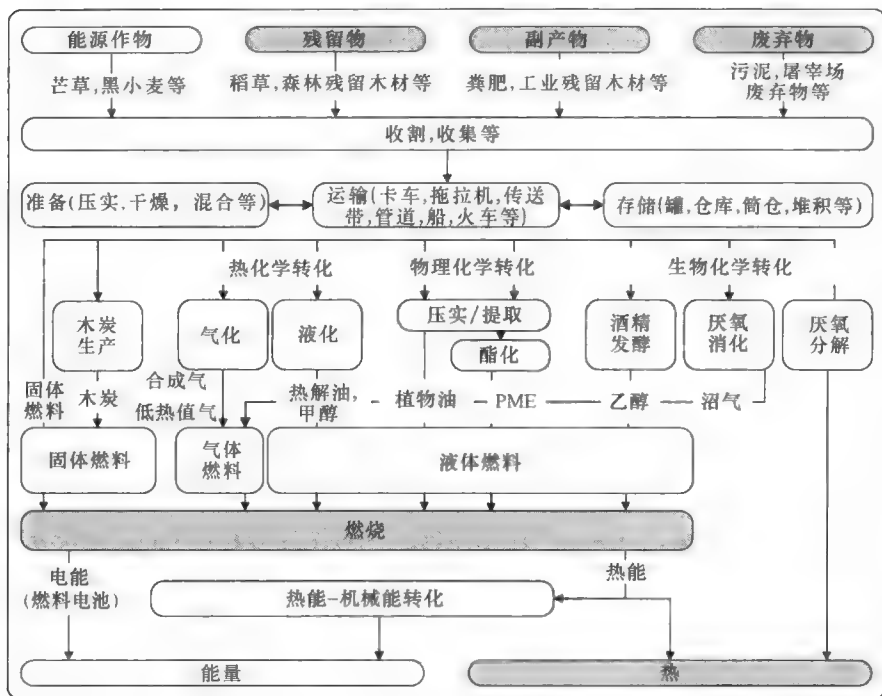 能源作物
残留物
副产物
废弃物
芒草,黑小麦等
稻草,森林残留木材等
粪肥,工业残留木材等
污泥,屠宰场
废弃物等
收割,收集等
准备(压实,干燥,混合等)
运输(卡车,拖拉机,传送
带,管道,船,火车等)
存储(罐,仓库,筒仓,堆积等)
热化学转化
物理化学转化
生物化学转化
木炭
生产
气化
液化
压实/提取
酯化
酒精
发酵
厌氧
消化
厌氧
分解
固体
燃料
木炭
合成气
低热值气
热解油,
甲醇
植物油
PME
乙醇
沼气
固体燃料
气体
燃料
液体燃料
燃烧
电能
(燃料电池)
热能
热能-机械能转化
能量
热